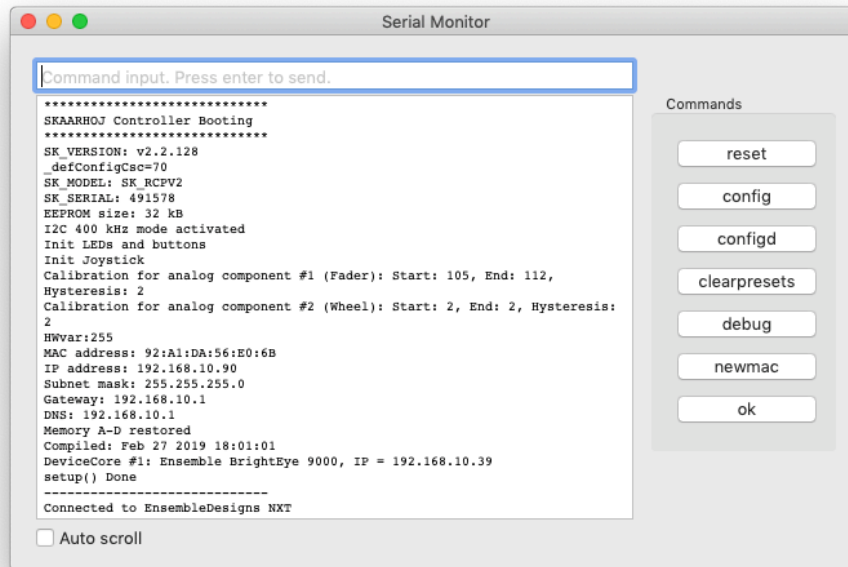 Serial Monitor
Command input. Press enter to send.
*****************************
SKAARHOJ Controller Booting
*****************************
SK_VERSION: v2.2.128
_defConfigCsc=70
SK_MODEL: SK_RCPV2
SK_SERIAL: 491578
EEPROM size: 32 kB
I2C 400 kHz mode activated
Init LEDs and buttons
Init Joystick
Calibration for analog component #1 (Fader): Start: 105, End: 112,
Hysteresis: 2
Calibration for analog component #2 (Wheel): Start: 2, End: 2, Hysteresis:
2
HWvar:255
MAC address: 92:A1:DA:56:E0:6B
IP address: 192.168.10.90
Subnet mask: 255.255.255.0
Gateway: 192.168.10.1
DNS: 192.168.10.1
Memory A-D restored
Compiled: Feb 27 2019 18:01:01
DeviceCore #1: Ensemble BrightEye 9000, IP = 192.168.10.39
setup() Done
-----------------------------
Connected to EnsembleDesigns NXT
Auto scroll
Commands
reset
config
configd
clearpresets
debug
newmac
ok